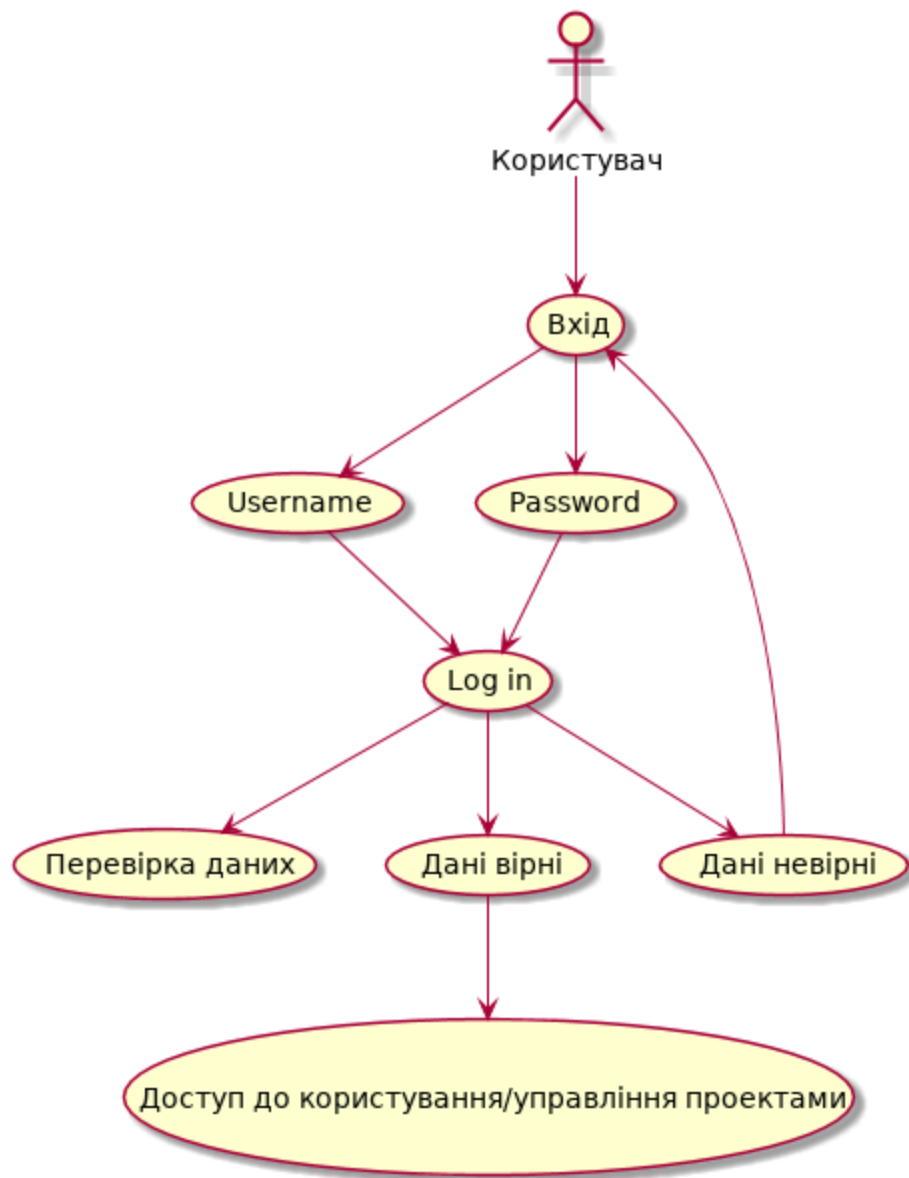 Користувач
Вхід
Username
Password
Log in
Перевірка даних
Дані вірні
Дані невірні
Доступ до користування/управління проектами